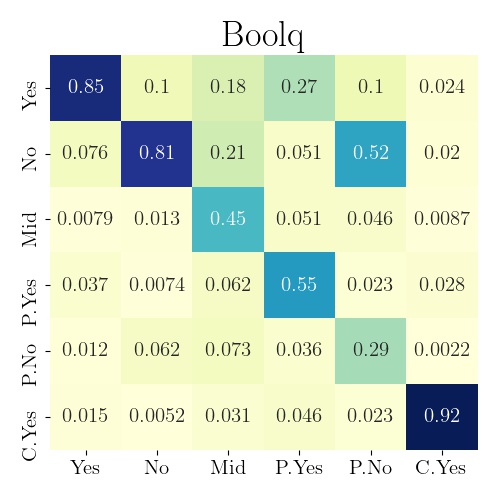 Boolq
Yes 0.85 0.1 0.18 0.27 0.1 0.024
No 0.076 0.81 0.21 0.051 0.52 0.02
Mid 0.0079 0.013 0.45 0.051 0.046 0.0087
P.Yes 0.037 0.0074 0.062 0.55 0.023 0.028
P.No 0.012 0.062 0.073 0.036 0.29 0.0022
C.Yes 0.015 0.0052 0.031 0.046 0.023 0.92
Yes No Mid P.Yes P.No C.Yes